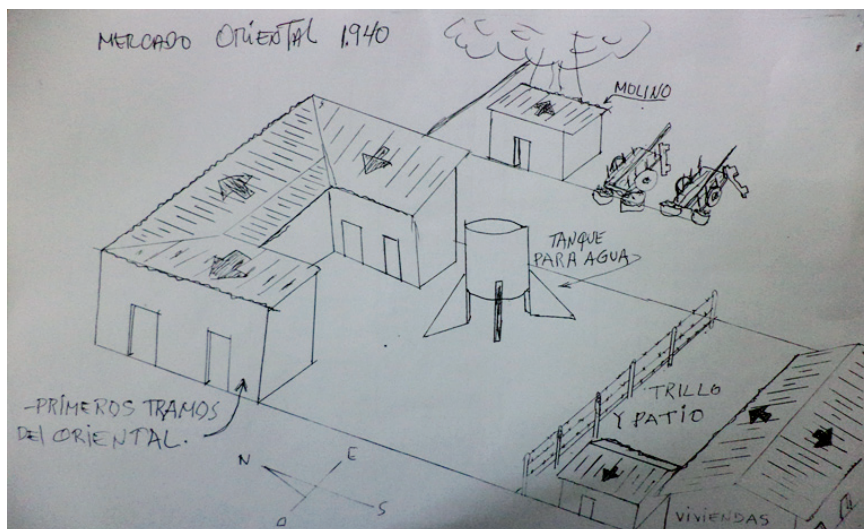 MERCADO ORIENTAL 1.940
MOLINO
TANQUE
PARA AGUA
-PRIMEROS TRAMOS
DEL ORIENTAL.
TRILLO
Y PATIO
VIVIENDAS
N
E
O
S